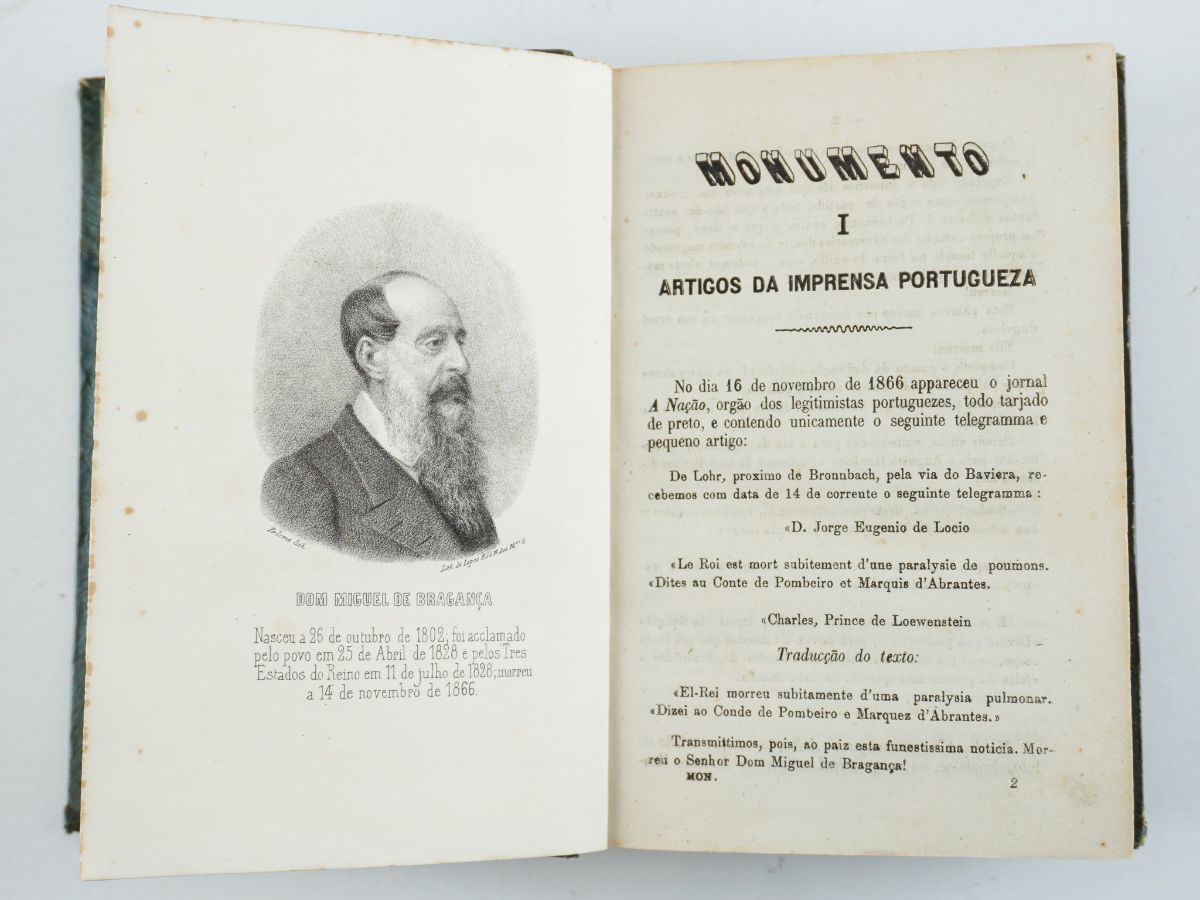 Lith. de Lopes R. N. dos M.res
DOM MIGUEL DE BRAGANÇA
Nasceu a 26 de outubro de 1802; foi acclamado
pelo povo em 25 de Abril de 1828 e pelos Tres
Estados do Reino em 11 de julho de 1828; morreu
a 14 de novembro de 1866.
MONUMENTO
I
ARTIGOS DA IMPRENSA PORTUGUEZA
No dia 16 de novembro de 1866 appareceu o jornal
A Nação, orgão dos legitimistas portuguezes, todo tarjado
de preto, e contendo unicamente o seguinte telegramma e
pequeno artigo:
De Lohr, proximo de Bronnbach, pela via do Baviera, re-
cebemos com data de 14 de corrente o seguinte telegramma :
«D. Jorge Eugenio de Locio
«Le Roi est mort subitement d'une paralysie de poumons.
«Dites au Conte de Pombeiro et Marquis d'Abrantes.
«Charles, Prince de Loewenstein
Traducção do texto:
«El-Rei morreu subitamente d'uma paralysia pulmonar.
«Dizei ao Conde de Pombeiro e Marquez d'Abrantes.»
Transmittimos, pois, ao paiz esta funestissima noticia. Mor-
reu o Senhor Dom Miguel de Bragança!
MON.
2